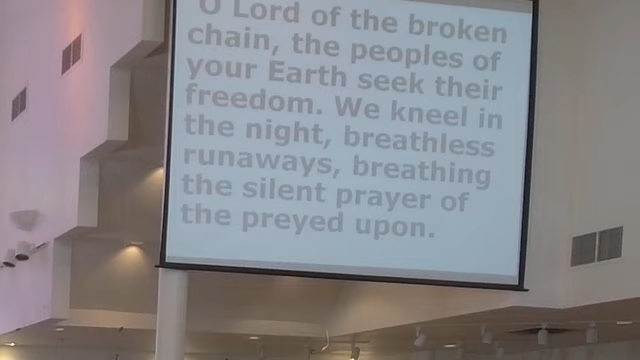 O Lord of the broken
chain, the peoples of
your Earth seek their
freedom. We kneel in
the night, breathless
runaways, breathing
the silent prayer of
the preyed upon.